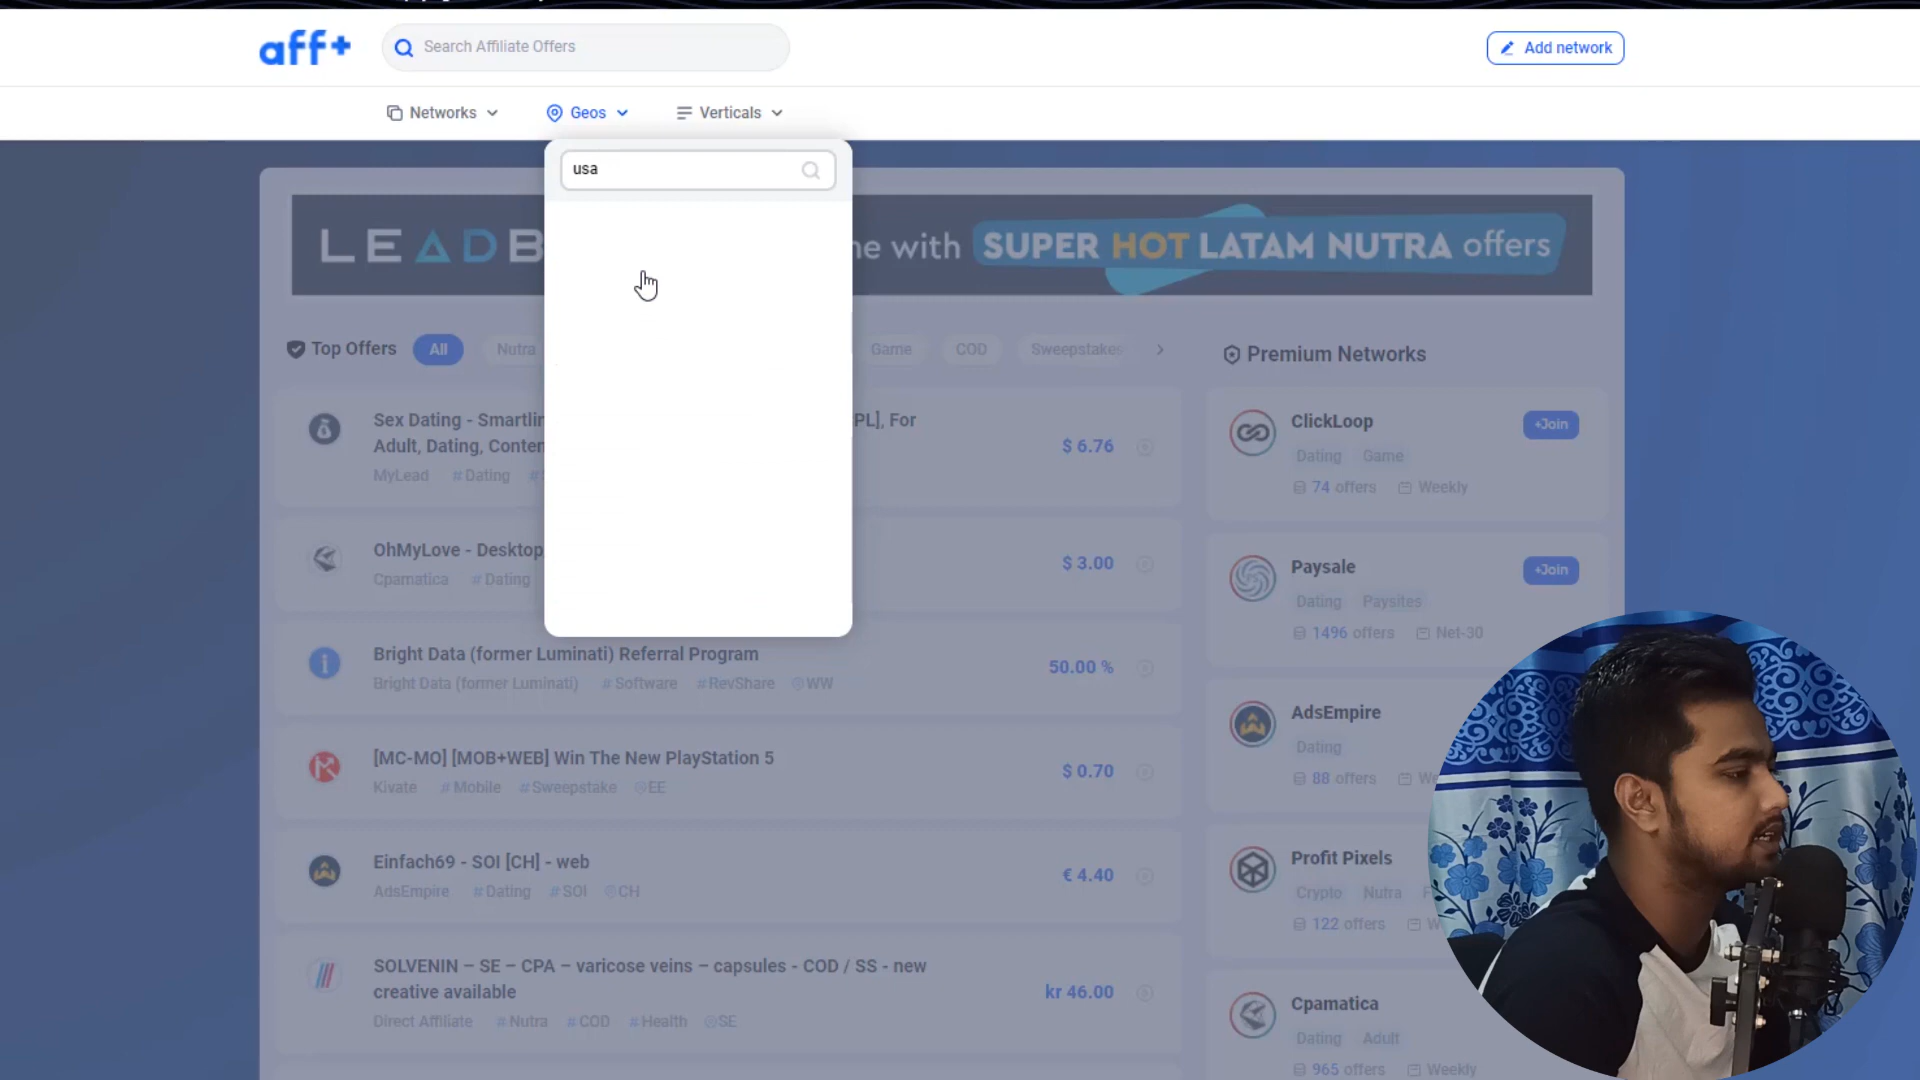 aff+
Search Affiliate Offers
Add network
Networks
Geos
Verticals
usa
LEADB
ne with SUPER HOT LATAM NUTRA offers
Top Offers
All
Nutra
Game
COD
Sweepstakes
Premium Networks
Sex Dating - Smartlin
PL], For
Adult, Dating, Conten
MyLead #Dating
$ 6.76
OhMyLove - Desktop
Cpamatica #Dating
$ 3.00
Bright Data (former Luminati) Referral Program
Bright Data (former Luminati) #Software #RevShare WW
50.00 %
[MC-MO] [MOB+WEB] Win The New PlayStation 5
Kivate #Mobile #Sweepstake EE
$ 0.70
Einfach69 - SOI [CH] - web
AdsEmpire #Dating #SOI CH
€ 4.40
SOLVENIN – SE – CPA – varicose veins – capsules - COD / SS - new
creative available
Direct Affiliate #Nutra #COD #Health SE
kr 46.00
ClickLoop
+Join
Dating Game
74 offers Weekly
Paysale
+Join
Dating Paysites
1496 offers Net-30
AdsEmpire
Dating
88 offers We
Profit Pixels
Crypto Nutra F
122 offers W
Cpamatica
Dating Adult
965 offers Weekly